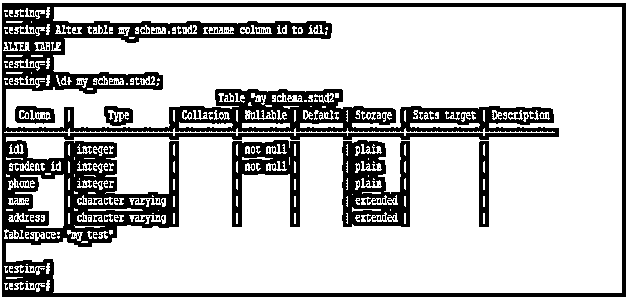 testing=#
testing=# Alter table my_schema.stud2 rename column id to id1;
ALTER TABLE
testing=#
testing=# \d+ my_schema.stud2;
Table "my_schema.stud2"
Column | Type | Collation | Nullable | Default | Storage | Stats target | Description
id1 | integer | | not null | | plain | |
student_id | integer | | not null | | plain | |
phone | integer | | | | plain | |
name | character varying | | | | extended | |
address | character varying | | | | extended | |
Tablespace: "my_test"
testing=#
testing=#